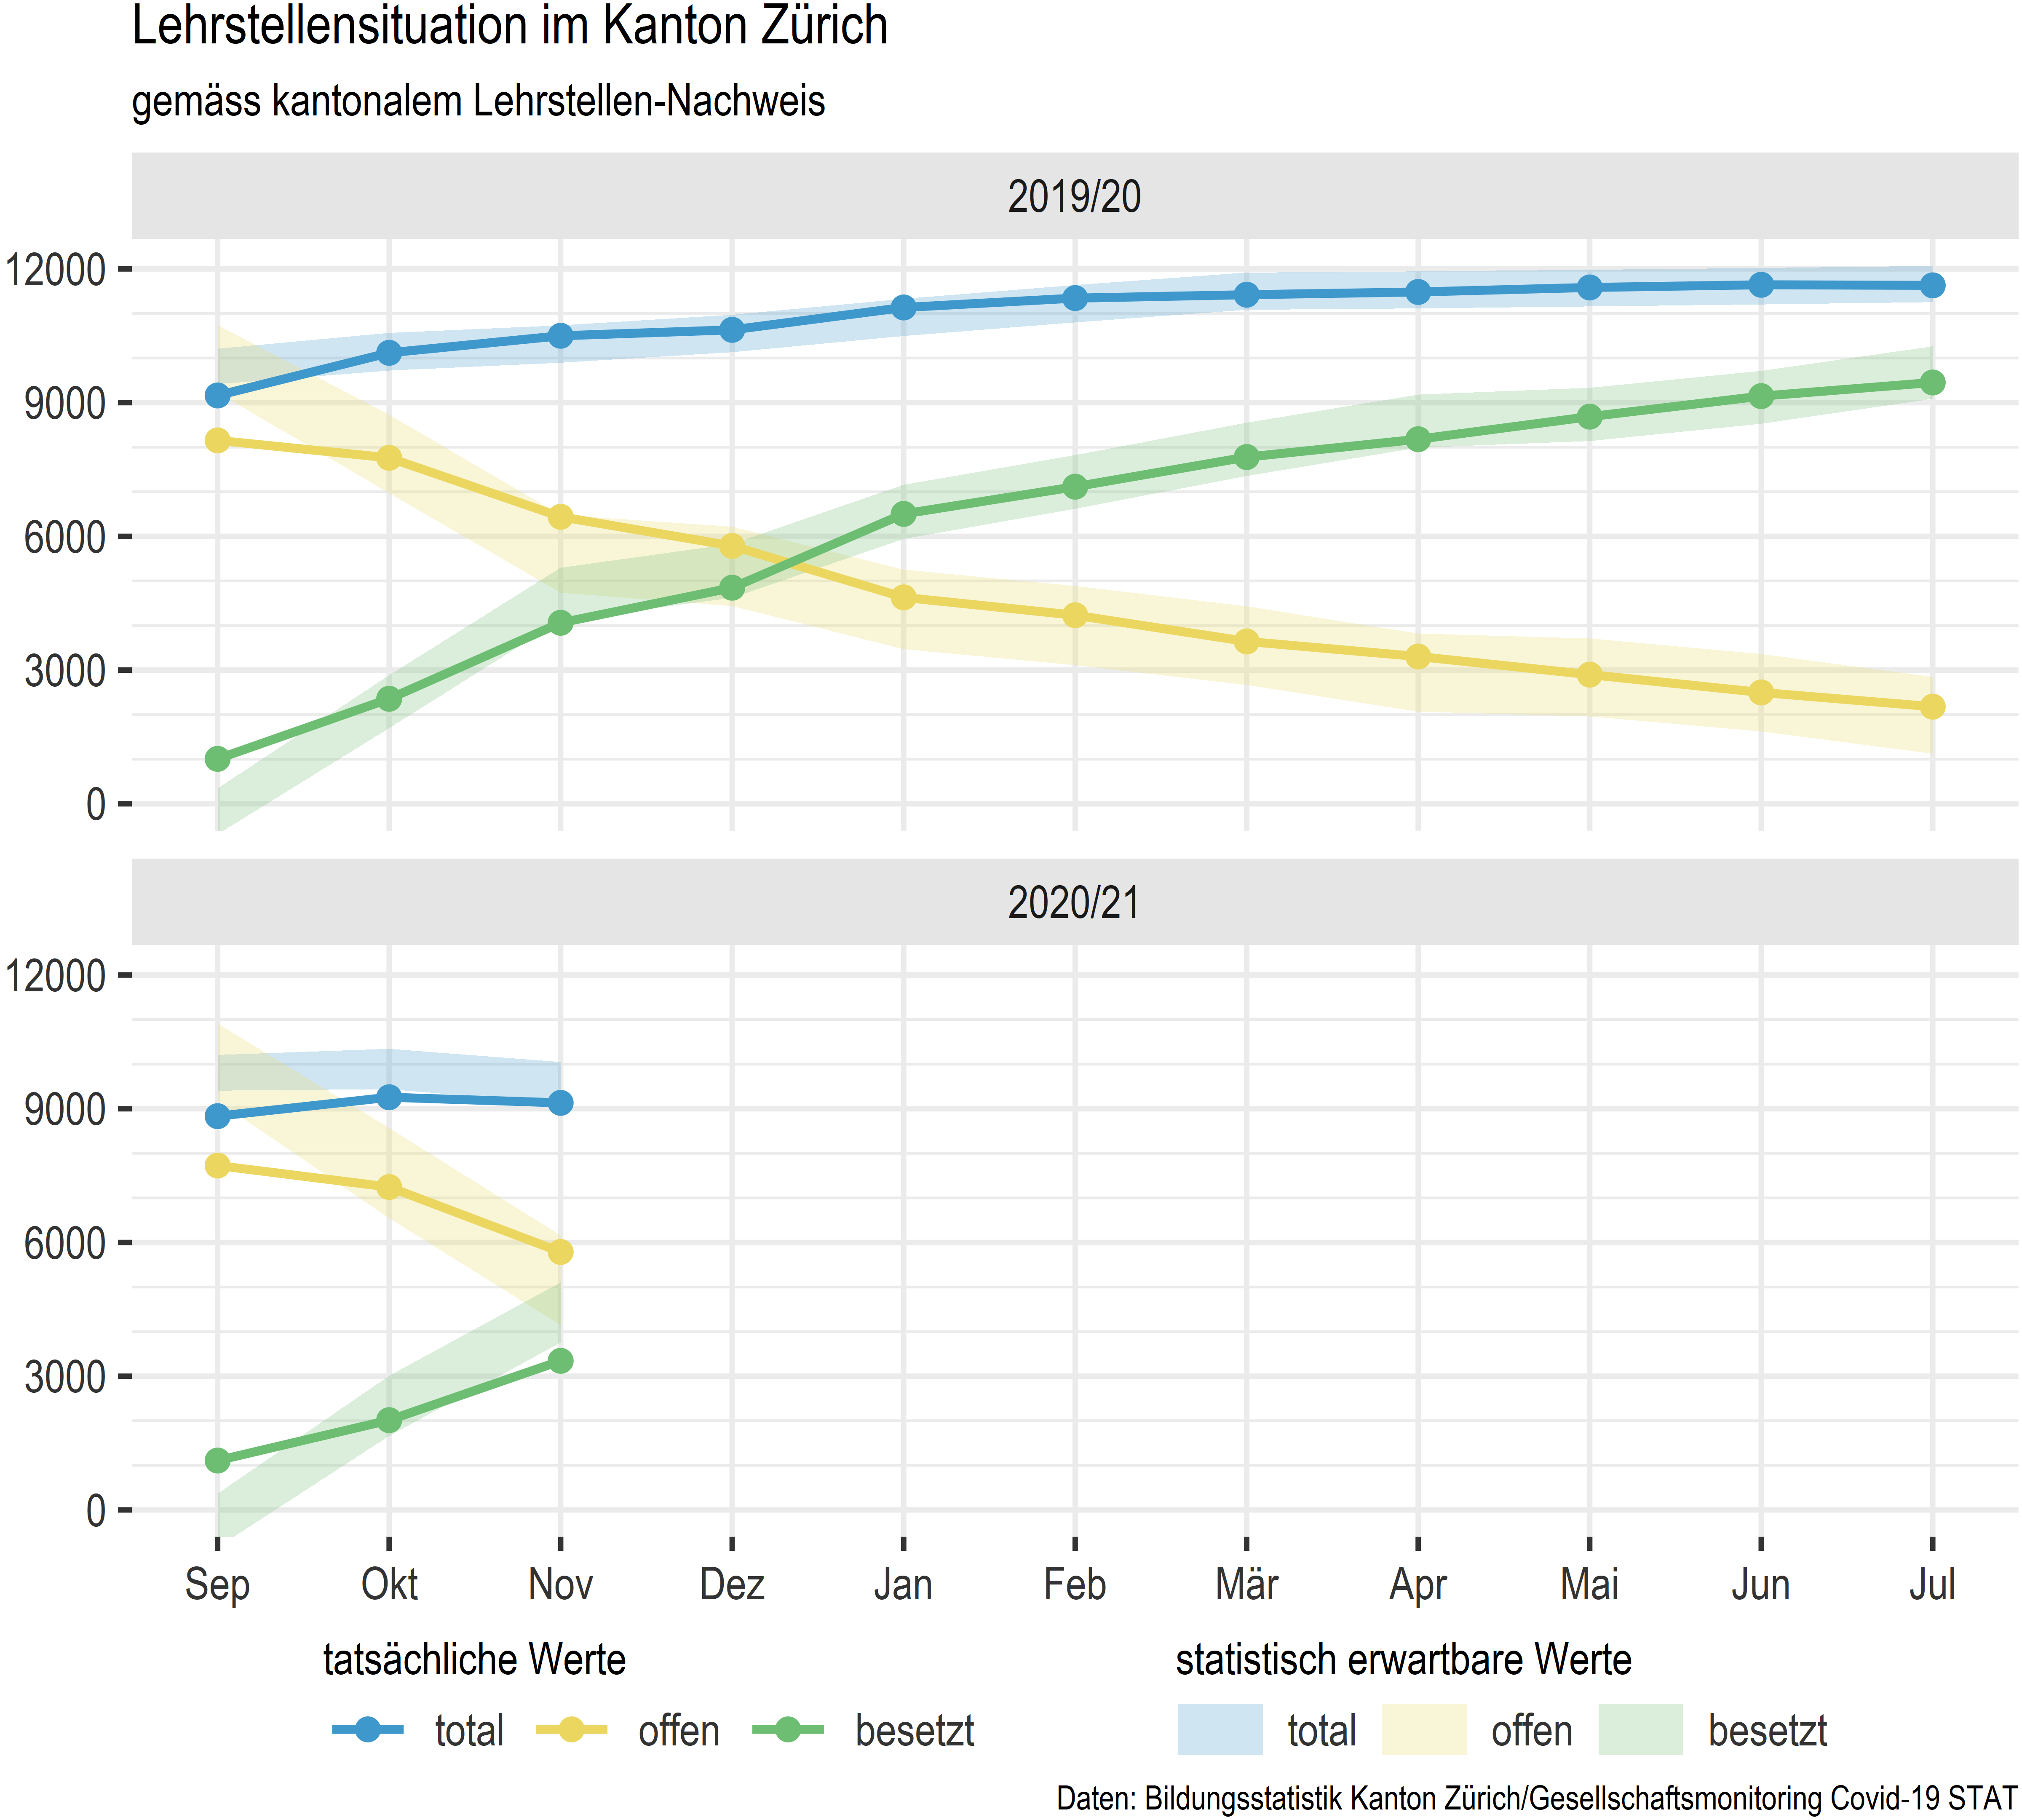 Lehrstellensituation im Kanton Zürich
gemäss kantonalem Lehrstellen-Nachweis
2019/20
12000
9000
6000
3000
0
2020/21
12000
9000
6000
3000
0
Sep Okt Nov Dez Jan Feb Mär Apr Mai Jun Jul
tatsächliche Werte statistisch erwartbare Werte
total offen besetzt total offen besetzt
Daten: Bildungsstatistik Kanton Zürich/Gesellschaftsmonitoring Covid-19 STAT